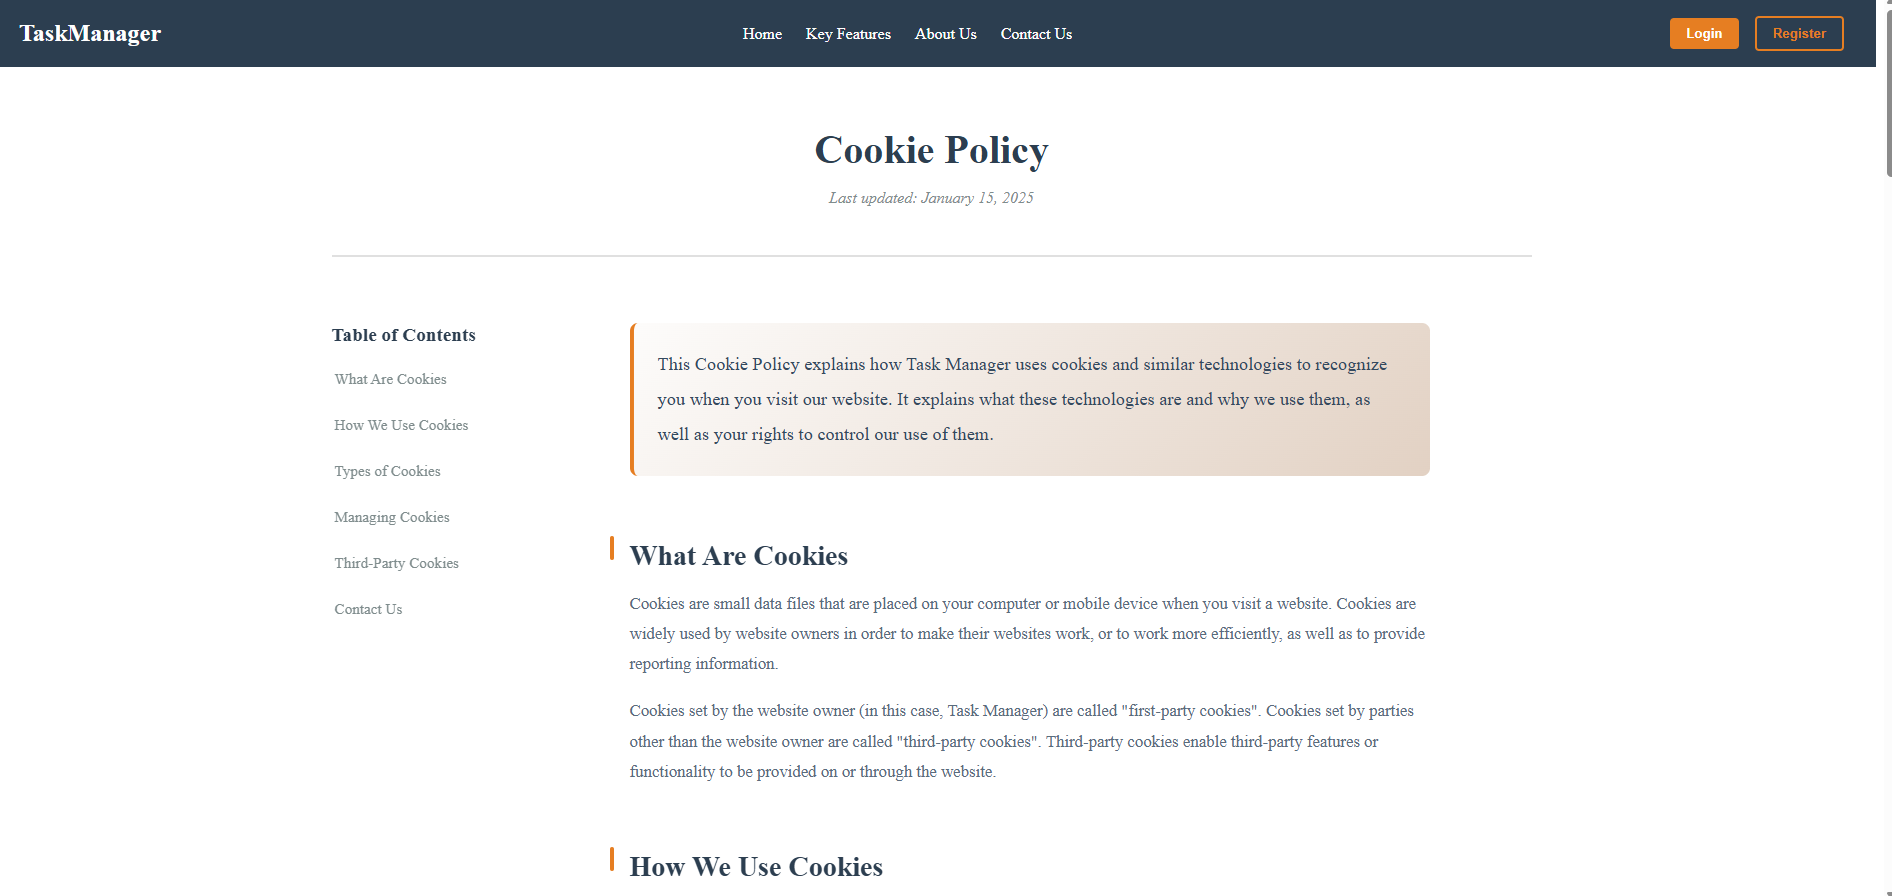 TaskManager
Home
Key Features
About Us
Contact Us
Login
Register
Cookie Policy
Last updated: January 15, 2025
Table of Contents
What Are Cookies
How We Use Cookies
Types of Cookies
Managing Cookies
Third-Party Cookies
Contact Us
This Cookie Policy explains how Task Manager uses cookies and similar technologies to recognize
you when you visit our website. It explains what these technologies are and why we use them, as
well as your rights to control our use of them.
What Are Cookies
Cookies are small data files that are placed on your computer or mobile device when you visit a website. Cookies are
widely used by website owners in order to make their websites work, or to work more efficiently, as well as to provide
reporting information.
Cookies set by the website owner (in this case, Task Manager) are called "first-party cookies". Cookies set by parties
other than the website owner are called "third-party cookies". Third-party cookies enable third-party features or
functionality to be provided on or through the website.
How We Use Cookies